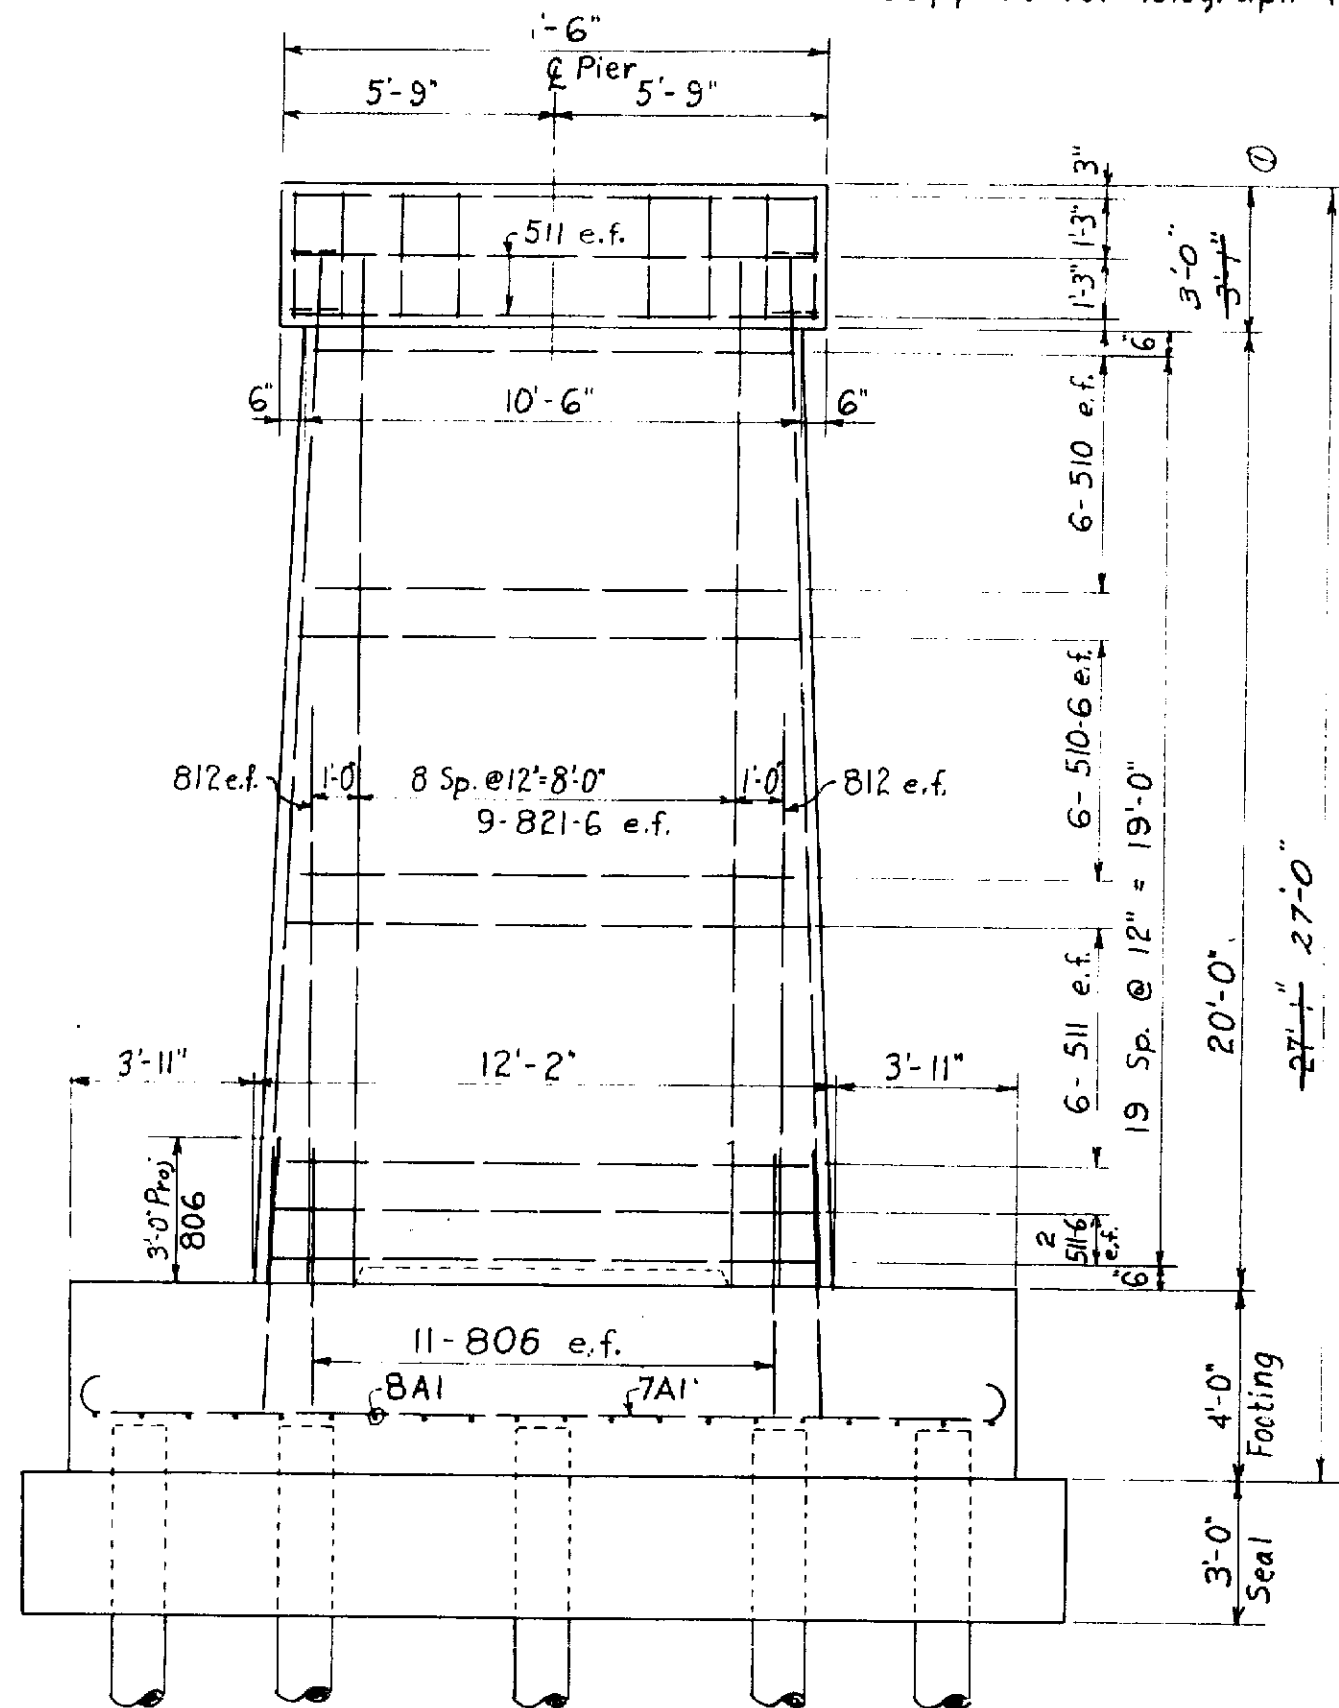 for Telegraph
'-6"
℄ Pier
5'-9"
5'-9"
3"
①
1'-3"
1'-3"
3'-0"
3'-1"
511 e.f.
6"
6"
10'-6"
6"
6-510 e.f.
6-510-6 e.f.
812 e.f.
1'-0"
8 Sp. @ 12"=8'-0"
1'-0"
812 e.f.
9-821-6 e.f.
19 Sp. @ 12" = 19'-0"
27'-1" 27'-0"
20'-0"
6-511 e.f.
3'-11"
12'-2"
3'-11"
3'-0" Proj
806
2
511-6
e.f.
6"
11-806 e.f.
8A1
7A1
4'-0"
Footing
3'-0"
Seal